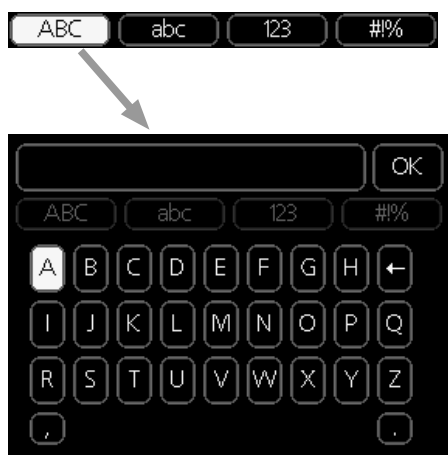 ABC abc 123 #!%
OK
ABC abc 123 #!%
A B C D E F G H ←
I J K L M N O P Q
R S T U V W X Y Z
, .